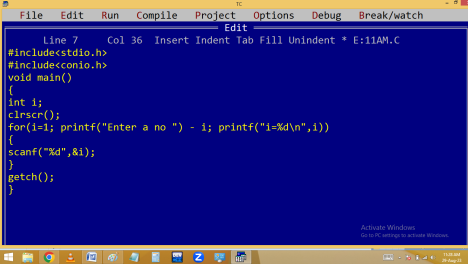 TC
File Edit Run Compile Project Options Debug Break/watch
Edit
Line 7 Col 36 Insert Indent Tab Fill Unindent * E:11AM.C
#include<stdio.h>
#include<conio.h>
void main()
{
int i;
clrscr();
for(i=1; printf("Enter a no ") - i; printf("i=%d\n",i))
{
scanf("%d",&i);
}
getch();
}
Activate Windows
Go to PC settings to activate Windows.